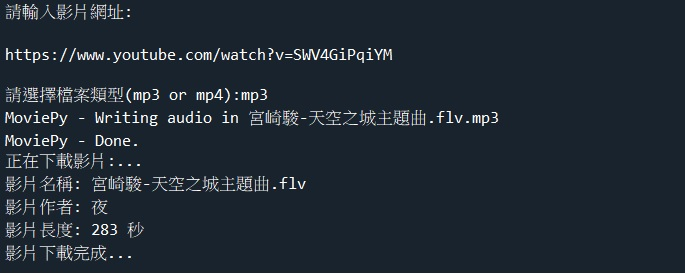 請輸入影片網址:
https://www.youtube.com/watch?v=SWV4GiPqiYM
請選擇檔案類型(mp3 or mp4):mp3
MoviePy - Writing audio in 宮崎駿-天空之城主題曲.flv.mp3
MoviePy - Done.
正在下載影片:...
影片名稱: 宮崎駿-天空之城主題曲.flv
影片作者: 夜
影片長度: 283 秒
影片下載完成...